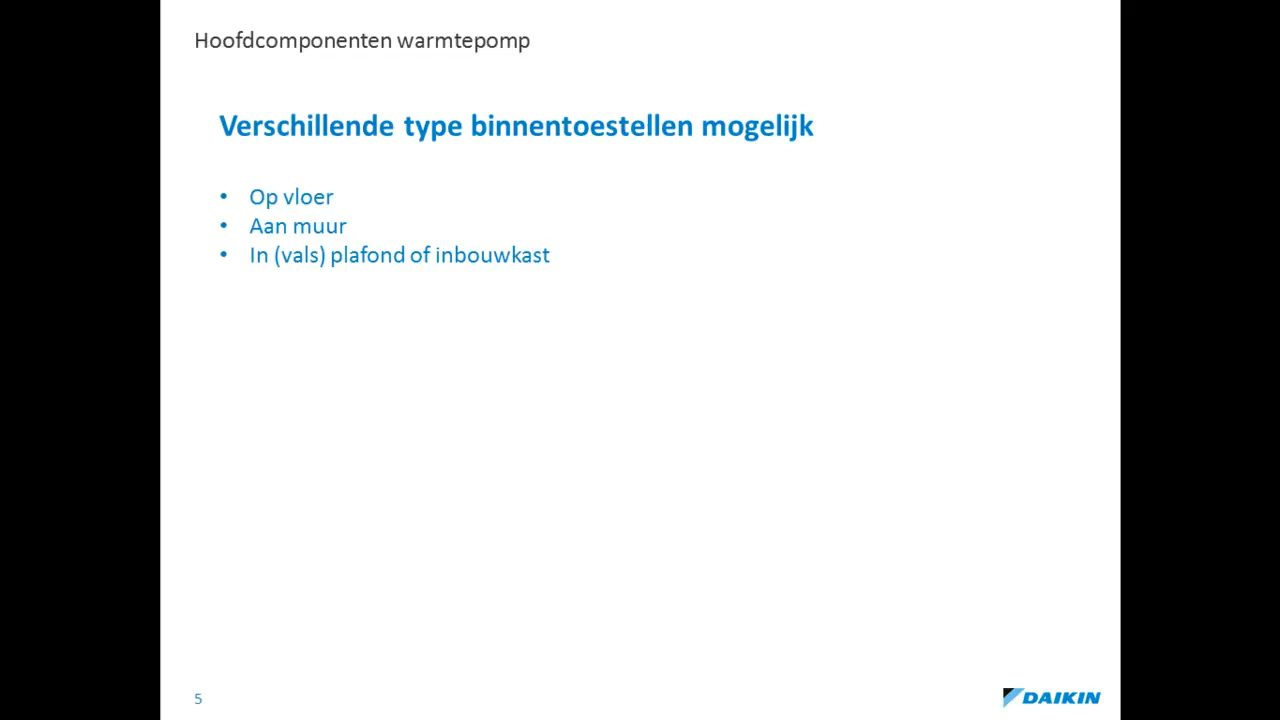 Hoofdcomponenten warmtepomp
Verschillende type binnentoestellen mogelijk
• Op vloer
• Aan muur
• In (vals) plafond of inbouwkast
5
DAIKIN